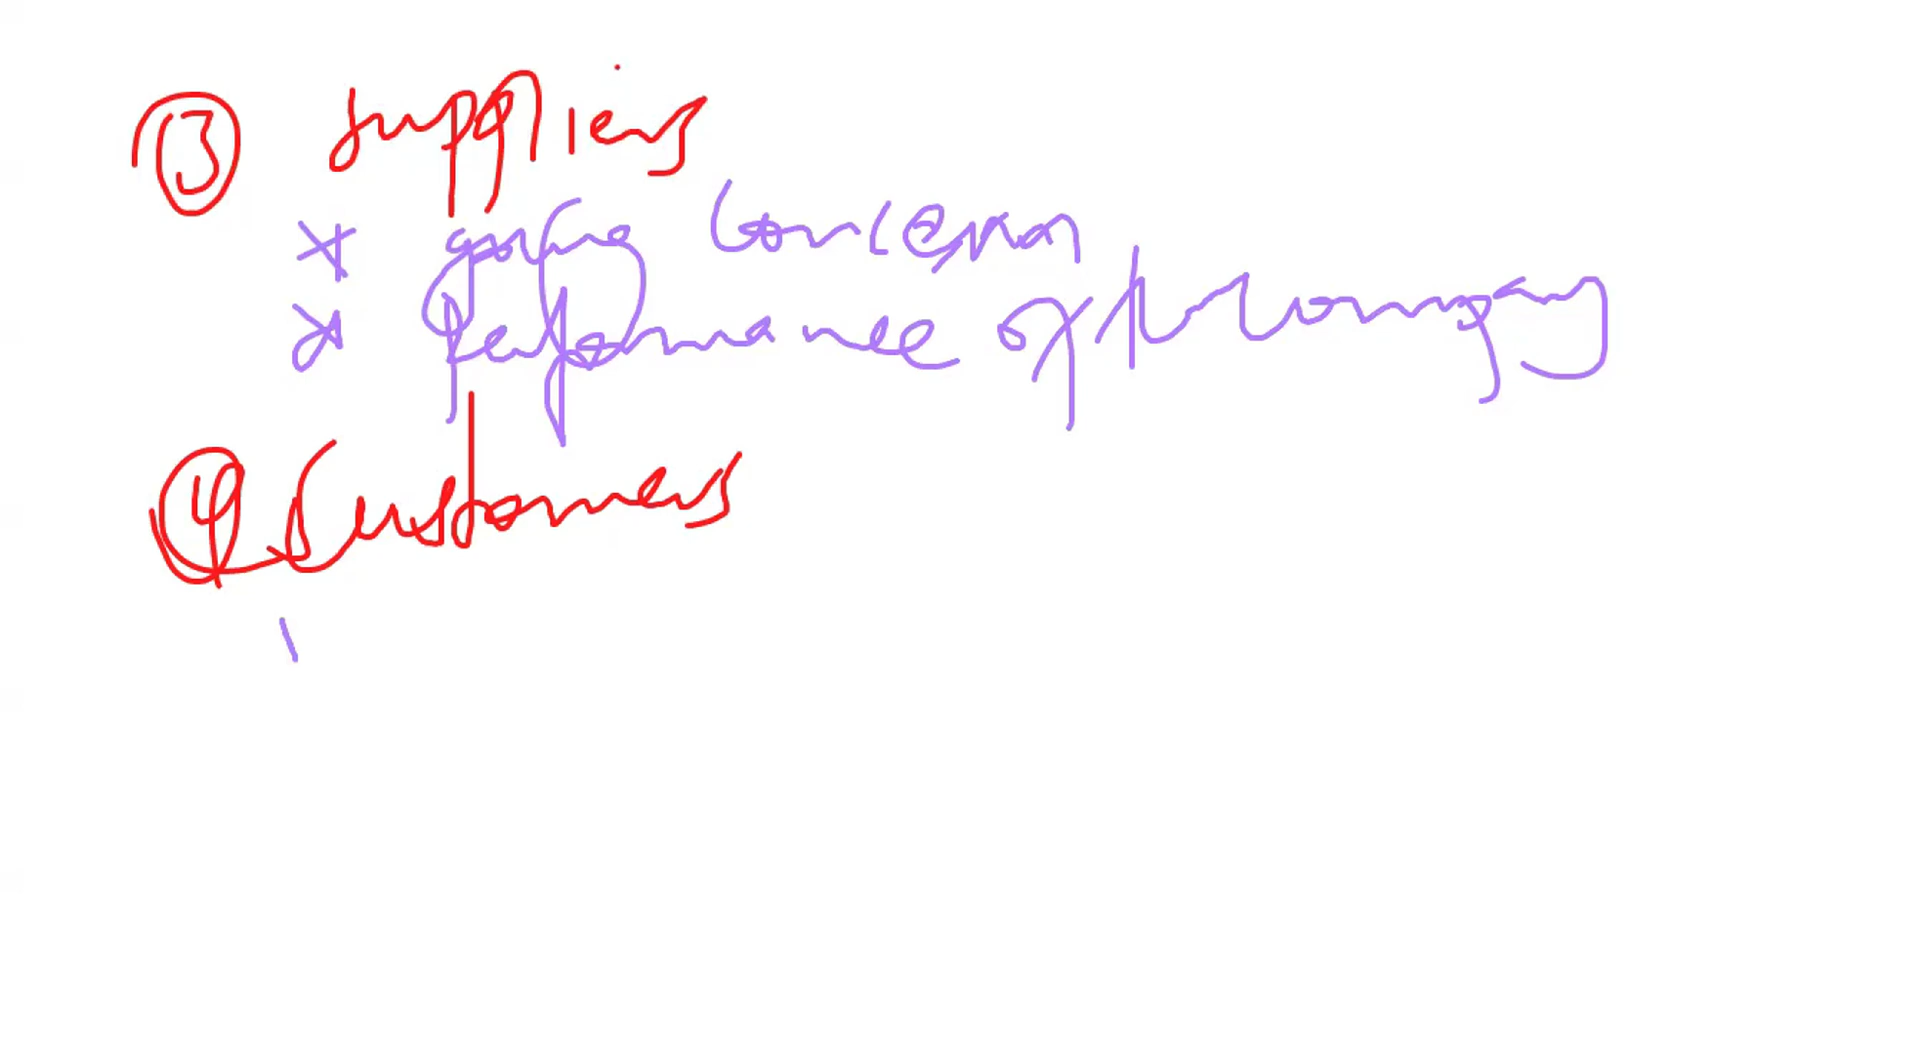 ③ Suppliers
* going concern
* Performance of the company
④ Customers